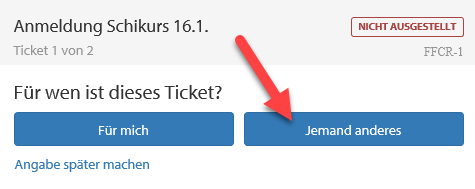 Anmeldung Schikurs 16.1.
NICHT AUSGESTELLT
Ticket 1 von 2
FFCR-1
Für wen ist dieses Ticket?
Für mich
Jemand anderes
Angabe später machen